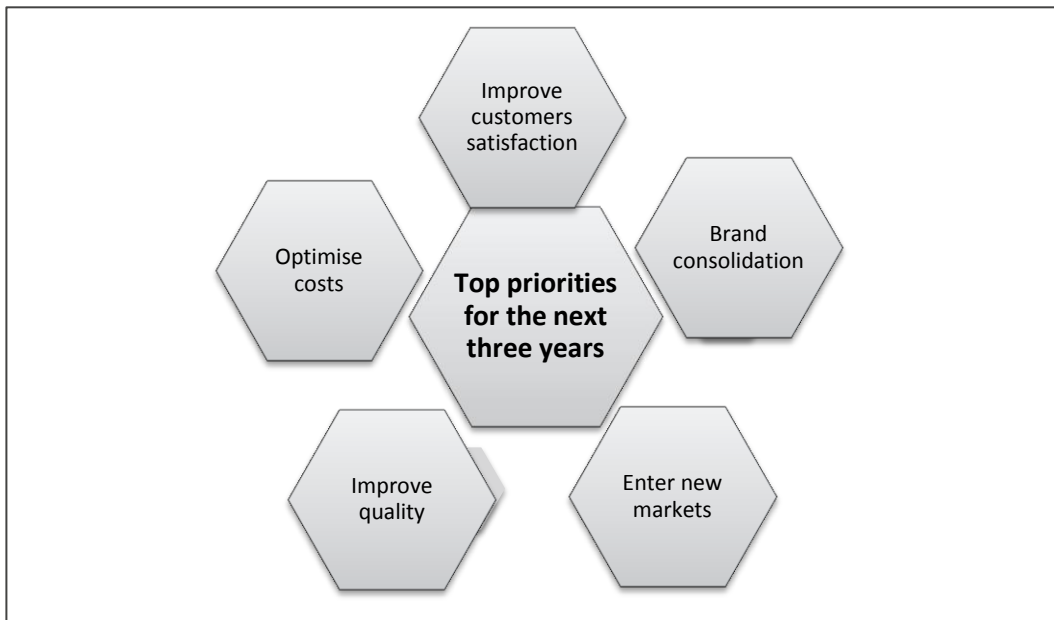 Improve
customers
satisfaction
Brand
consolidation
Optimise
costs
Top priorities
for the next
three years
Improve
quality
Enter new
markets